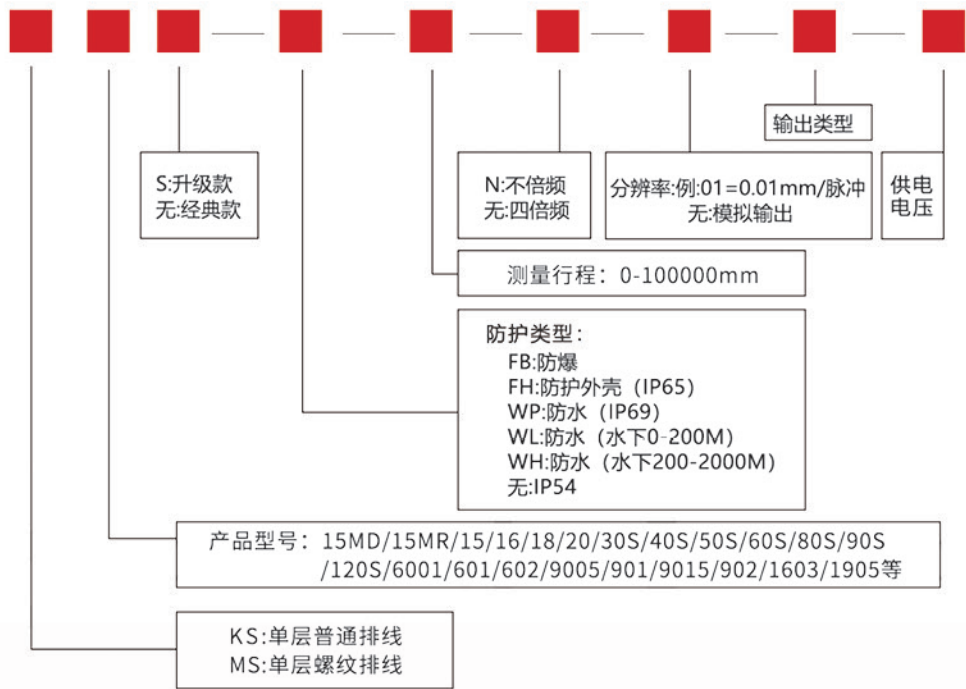 输出类型
S:升级款
无:经典款
N:不倍频
无:四倍频
分辨率:例:01=0.01mm/脉冲
无:模拟输出
供电
电压
测量行程：0-100000mm
防护类型：
FB:防爆
FH:防护外壳（IP65）
WP:防水（IP69）
WL:防水（水下0-200M）
WH:防水（水下200-2000M）
无:IP54
产品型号：15MD/15MR/15/16/18/20/30S/40S/50S/60S/80S/90S
/120S/6001/601/602/9005/901/9015/902/1603/1905等
KS:单层普通排线
MS:单层螺纹排线